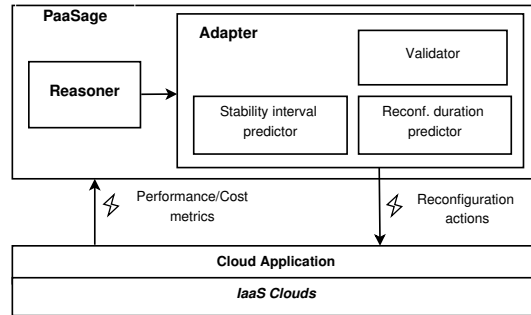 PaaSage
Adapter
Validator
Reasoner
Stability interval
predictor
Reconf. duration
predictor
Performance/Cost
metrics
Reconfiguration
actions
Cloud Application
IaaS Clouds